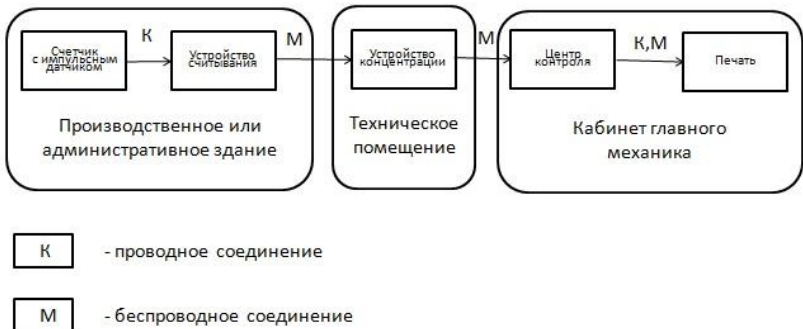 К
М
М
К,М
Счетчик
с импульсным
датчиком
Устройство
считывания
Устройство
концентрации
Центр
контроля
Печать
Производственное или
административное здание
Техническое
помещение
Кабинет главного
механика
К - проводное соединение
М - беспроводное соединение